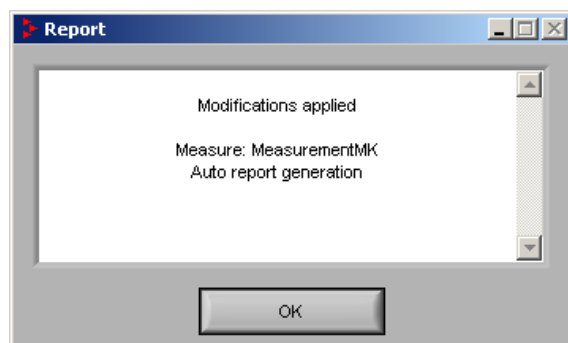 Report
Modifications applied
Measure: MeasurementMK
Auto report generation
OK